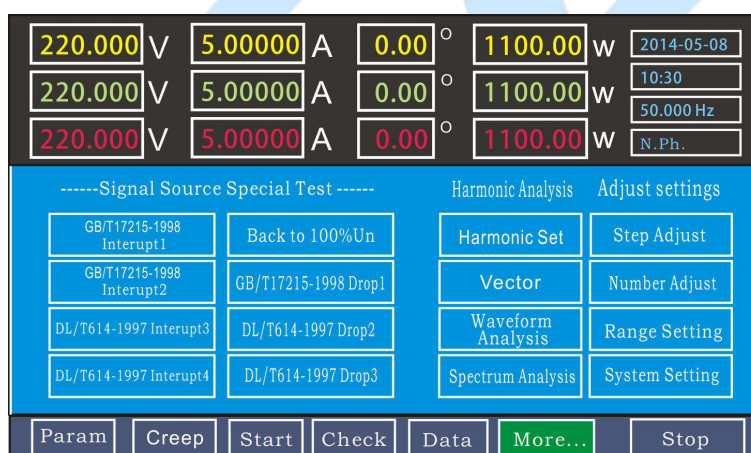 220.000 V 5.00000 A 0.00 ° 1100.00 W 2014-05-08
220.000 V 5.00000 A 0.00 ° 1100.00 W 10:30
50.000 Hz
220.000 V 5.00000 A 0.00 ° 1100.00 W N.Ph.
------Signal Source Special Test ------ Harmonic Analysis Adjust settings
GB/T17215-1998
Interupt1
Back to 100%Un
Harmonic Set
Step Adjust
GB/T17215-1998
Interupt2
GB/T17215-1998 Drop1
Vector
Number Adjust
DL/T614-1997 Interupt3
DL/T614-1997 Drop2
Waveform
Analysis
Range Setting
DL/T614-1997 Interupt4
DL/T614-1997 Drop3
Spectrum Analysis
System Setting
Param Creep Start Check Data More... Stop